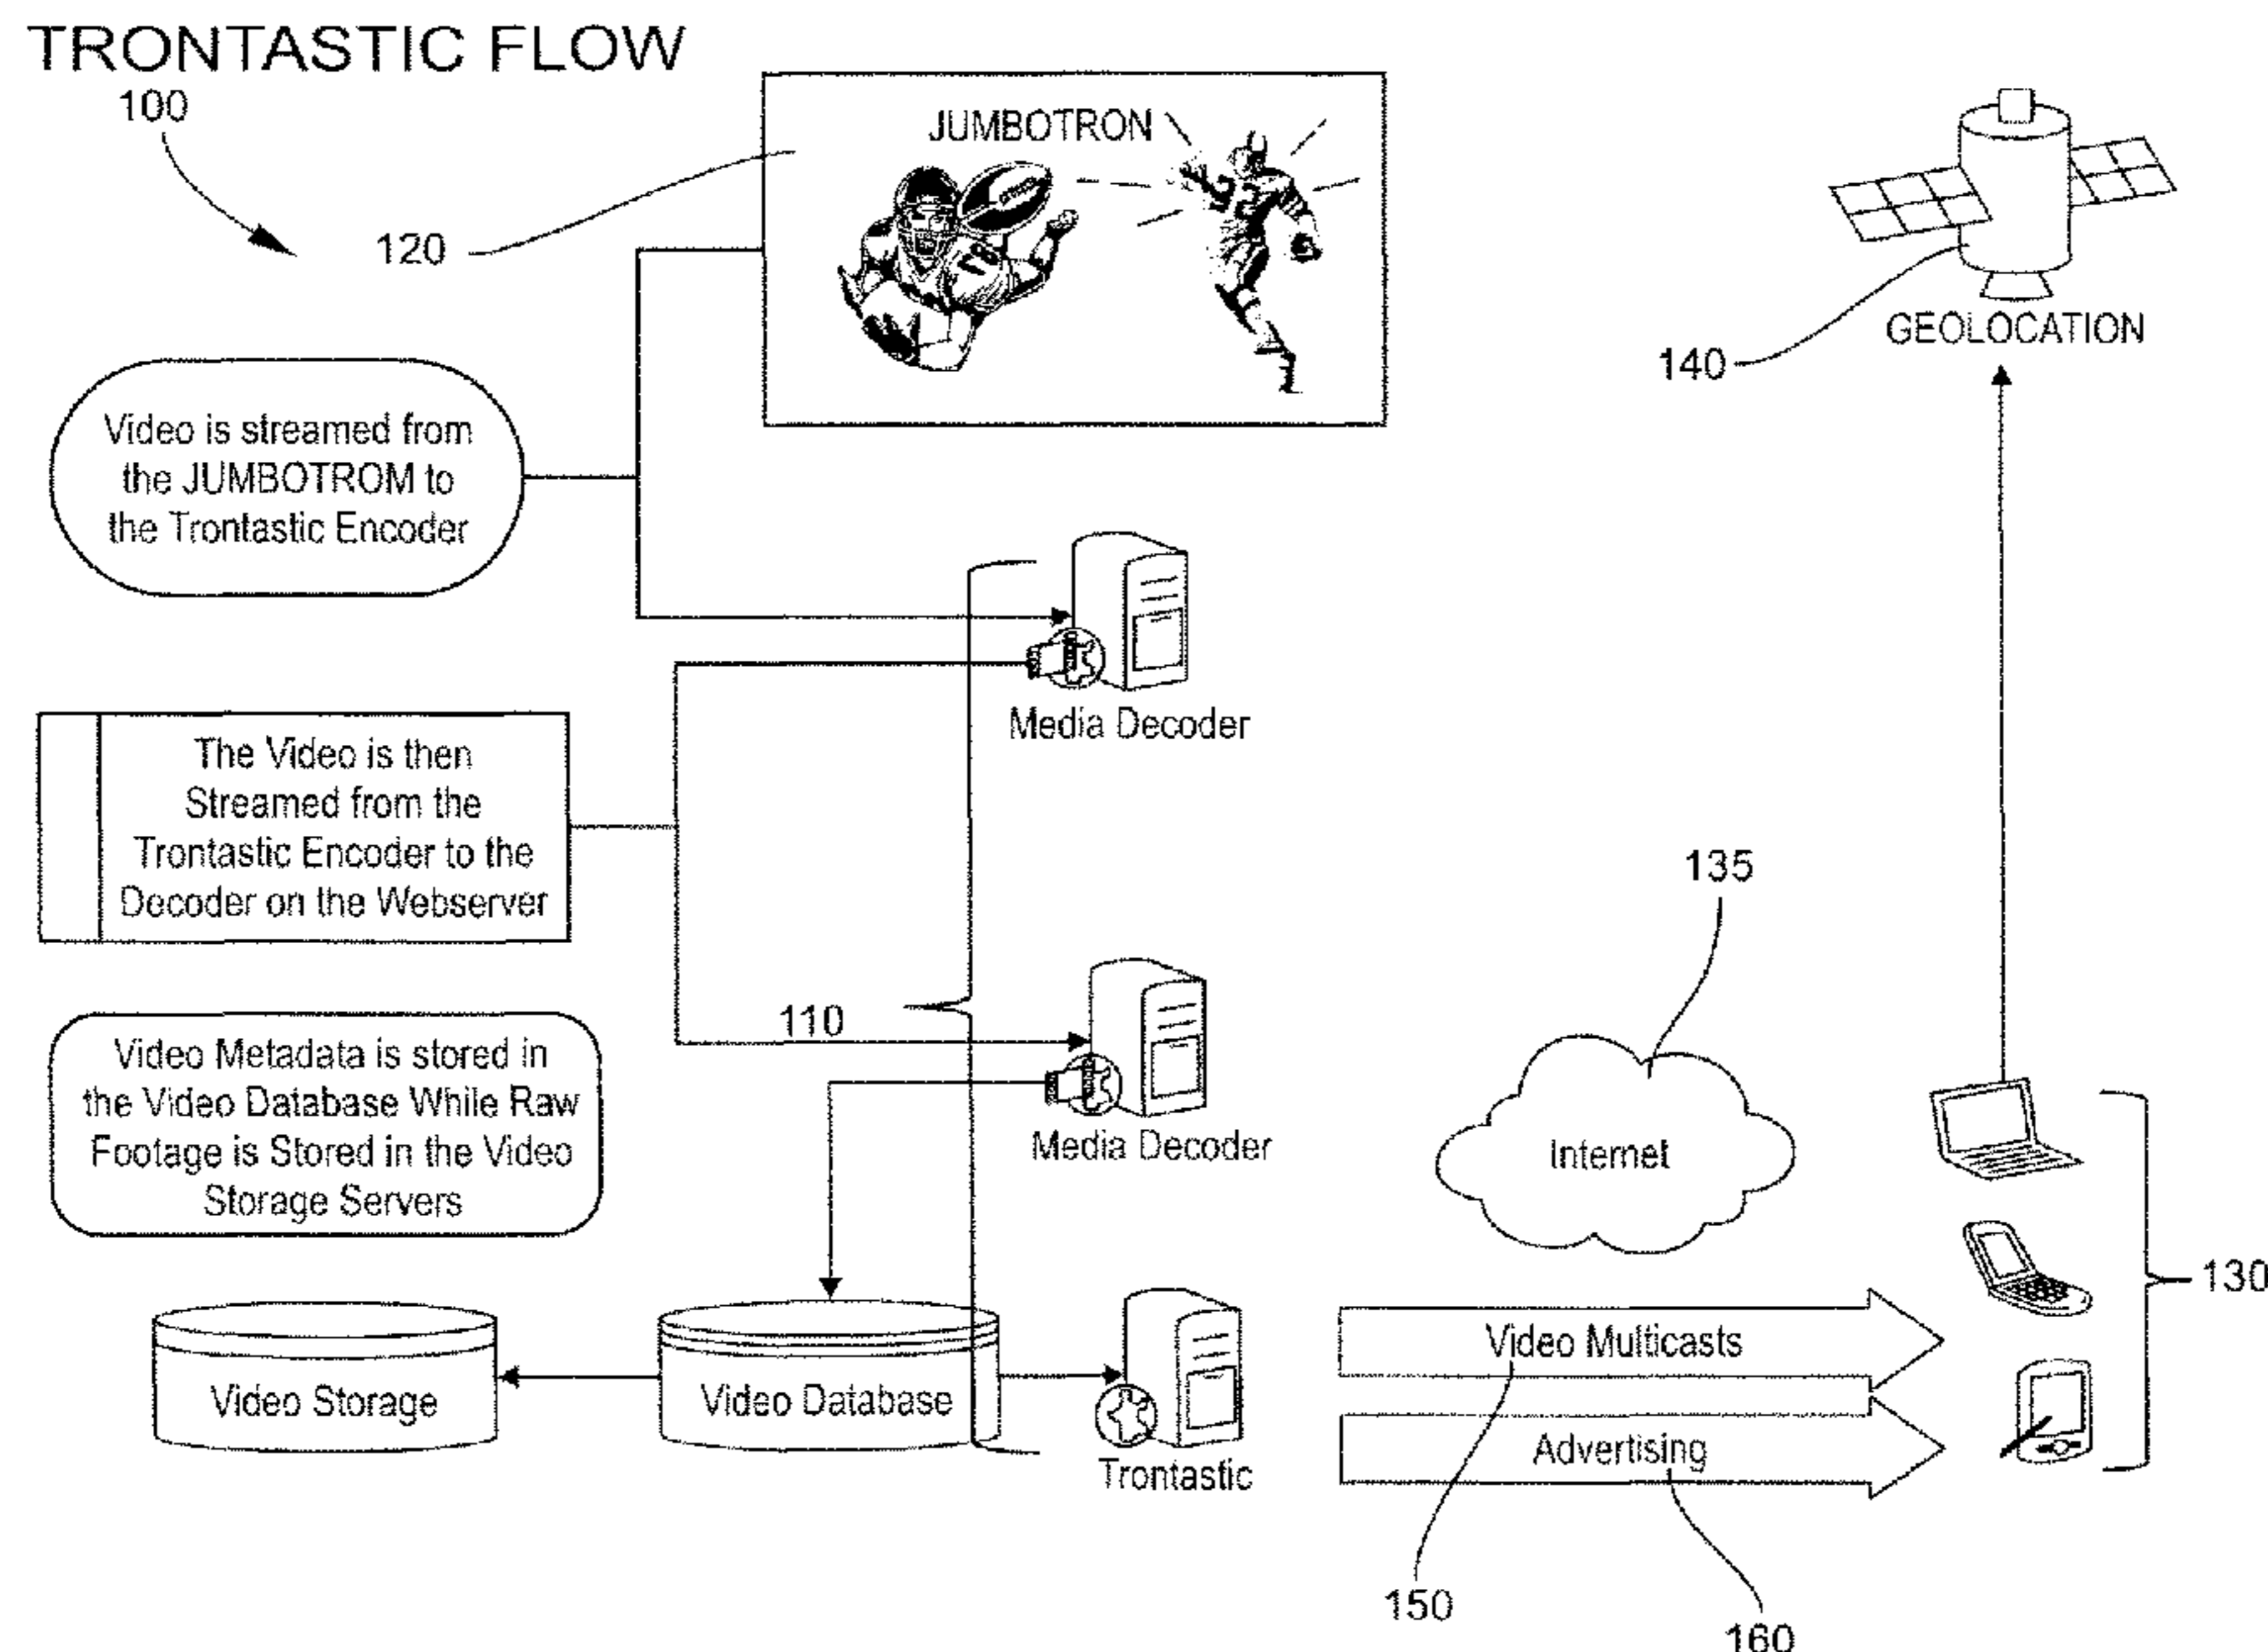 TRONTASTIC FLOW
100
120
JUMBOTRON
140
GEOLOCATION
Video is streamed from
the JUMBOTROM to
the Trontastic Encoder
Media Decoder
The Video is then
Streamed from the
Trontastic Encoder to the
Decoder on the Webserver
110
Media Decoder
135
Internet
Video Metadata is stored in
the Video Database While Raw
Footage is Stored in the Video
Storage Servers
130
Video Storage
Video Database
Trontastic
Video Multicasts
Advertising
150
160